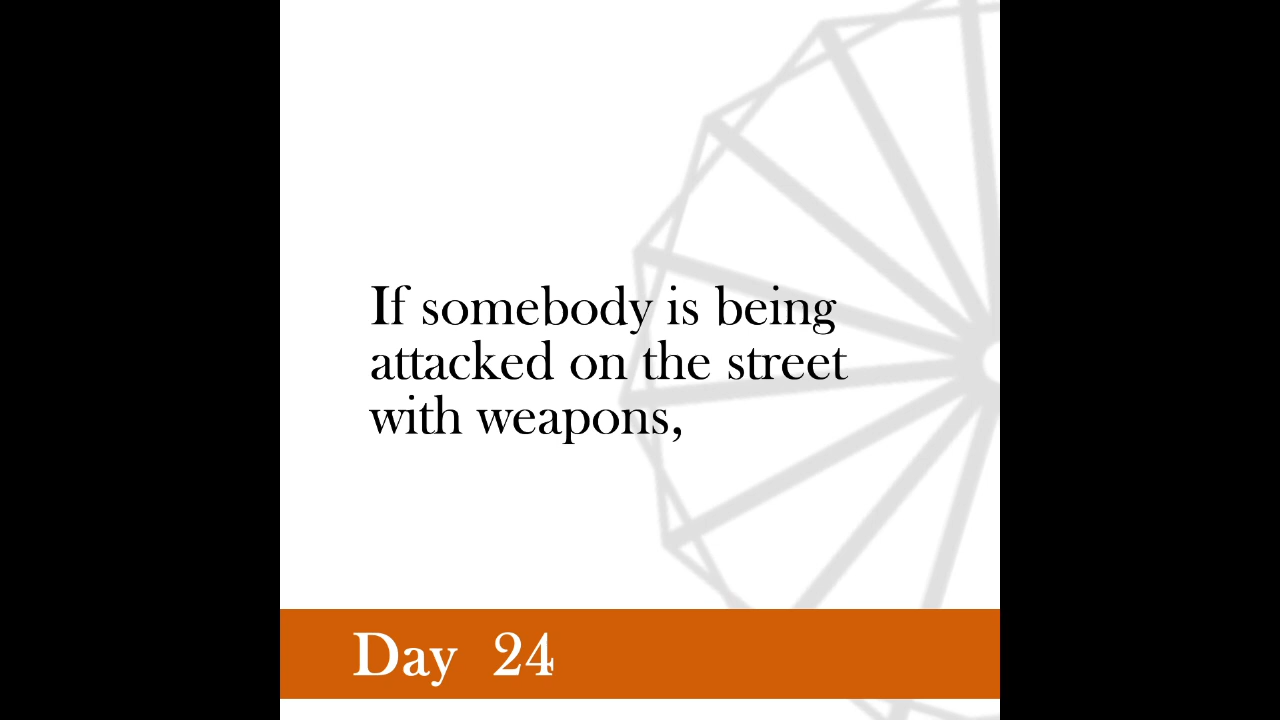 If somebody is being
attacked on the street
with weapons,
Day 24